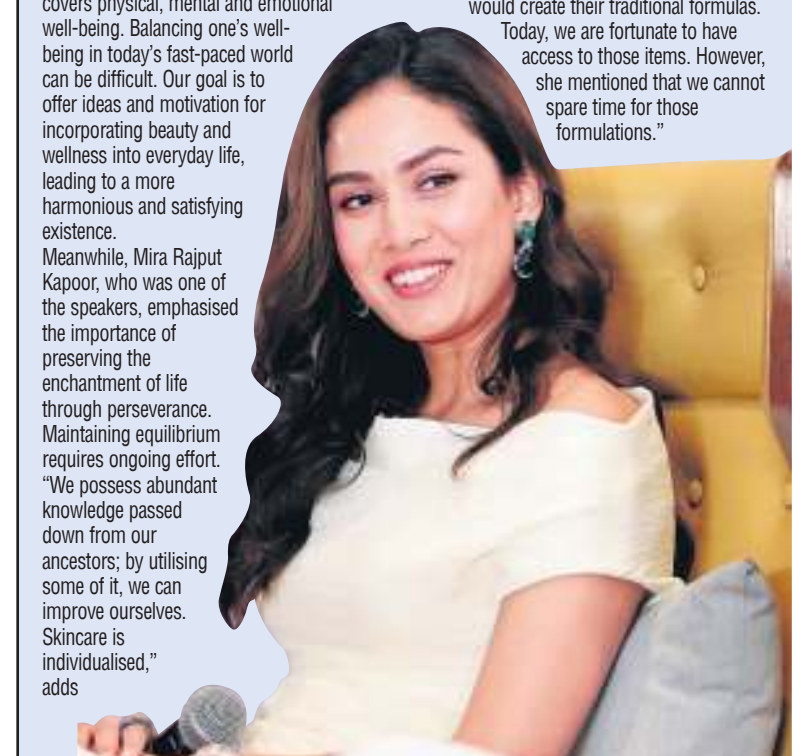 covers physical, mental and emotional
well-being. Balancing one’s well-
being in today’s fast-paced world
can be difficult. Our goal is to
offer ideas and motivation for
incorporating beauty and
wellness into everyday life,
leading to a more
harmonious and satisfying
existence.
Meanwhile, Mira Rajput
Kapoor, who was one of
the speakers, emphasised
the importance of
preserving the
enchantment of life
through perseverance.
Maintaining equilibrium
requires ongoing effort.
“We possess abundant
knowledge passed
down from our
ancestors; by utilising
some of it, we can
improve ourselves.
Skincare is
individualised,”
adds
would create their traditional formulas.
Today, we are fortunate to have
access to those items. However,
she mentioned that we cannot
spare time for those
formulations.”